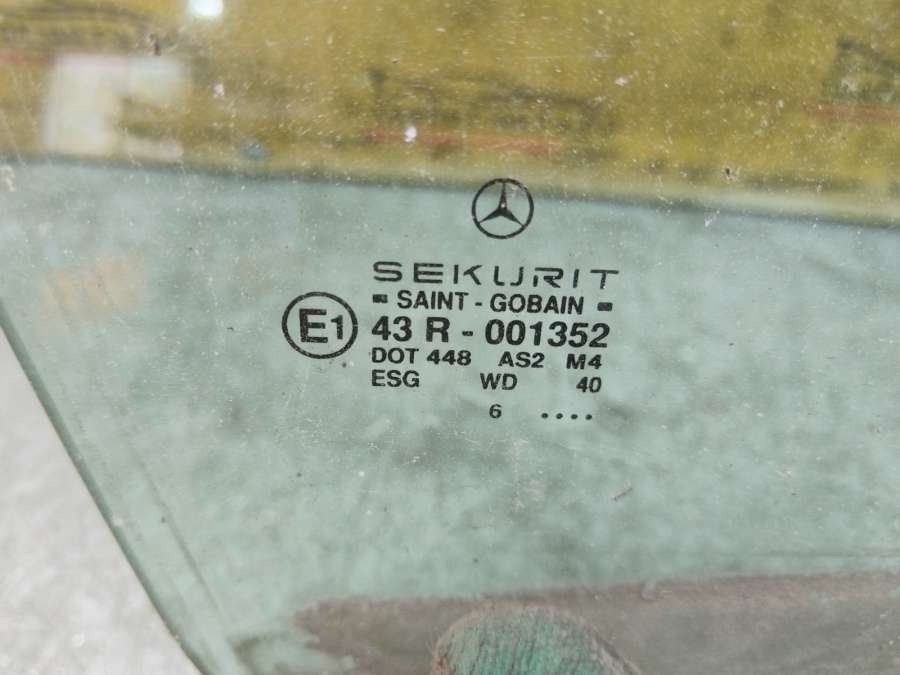 SEKURIT
SAINT - GOBAIN
E1 43 R - 001352
DOT 448 AS2 M4
ESG WD 40
6 ....